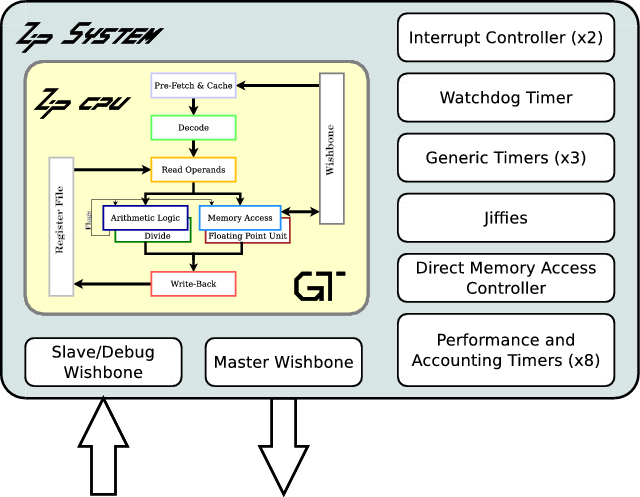 Zip System
Zip CPU
Pre-Fetch & Cache
Decode
Read Operands
Register File
Wishbone
Flags
Arithmetic Logic
Memory Access
Divide
Floating Point Unit
Write-Back
GT
Interrupt Controller (x2)
Watchdog Timer
Generic Timers (x3)
Jiffies
Direct Memory Access
Controller
Performance and
Accounting Timers (x8)
Slave/Debug
Wishbone
Master Wishbone